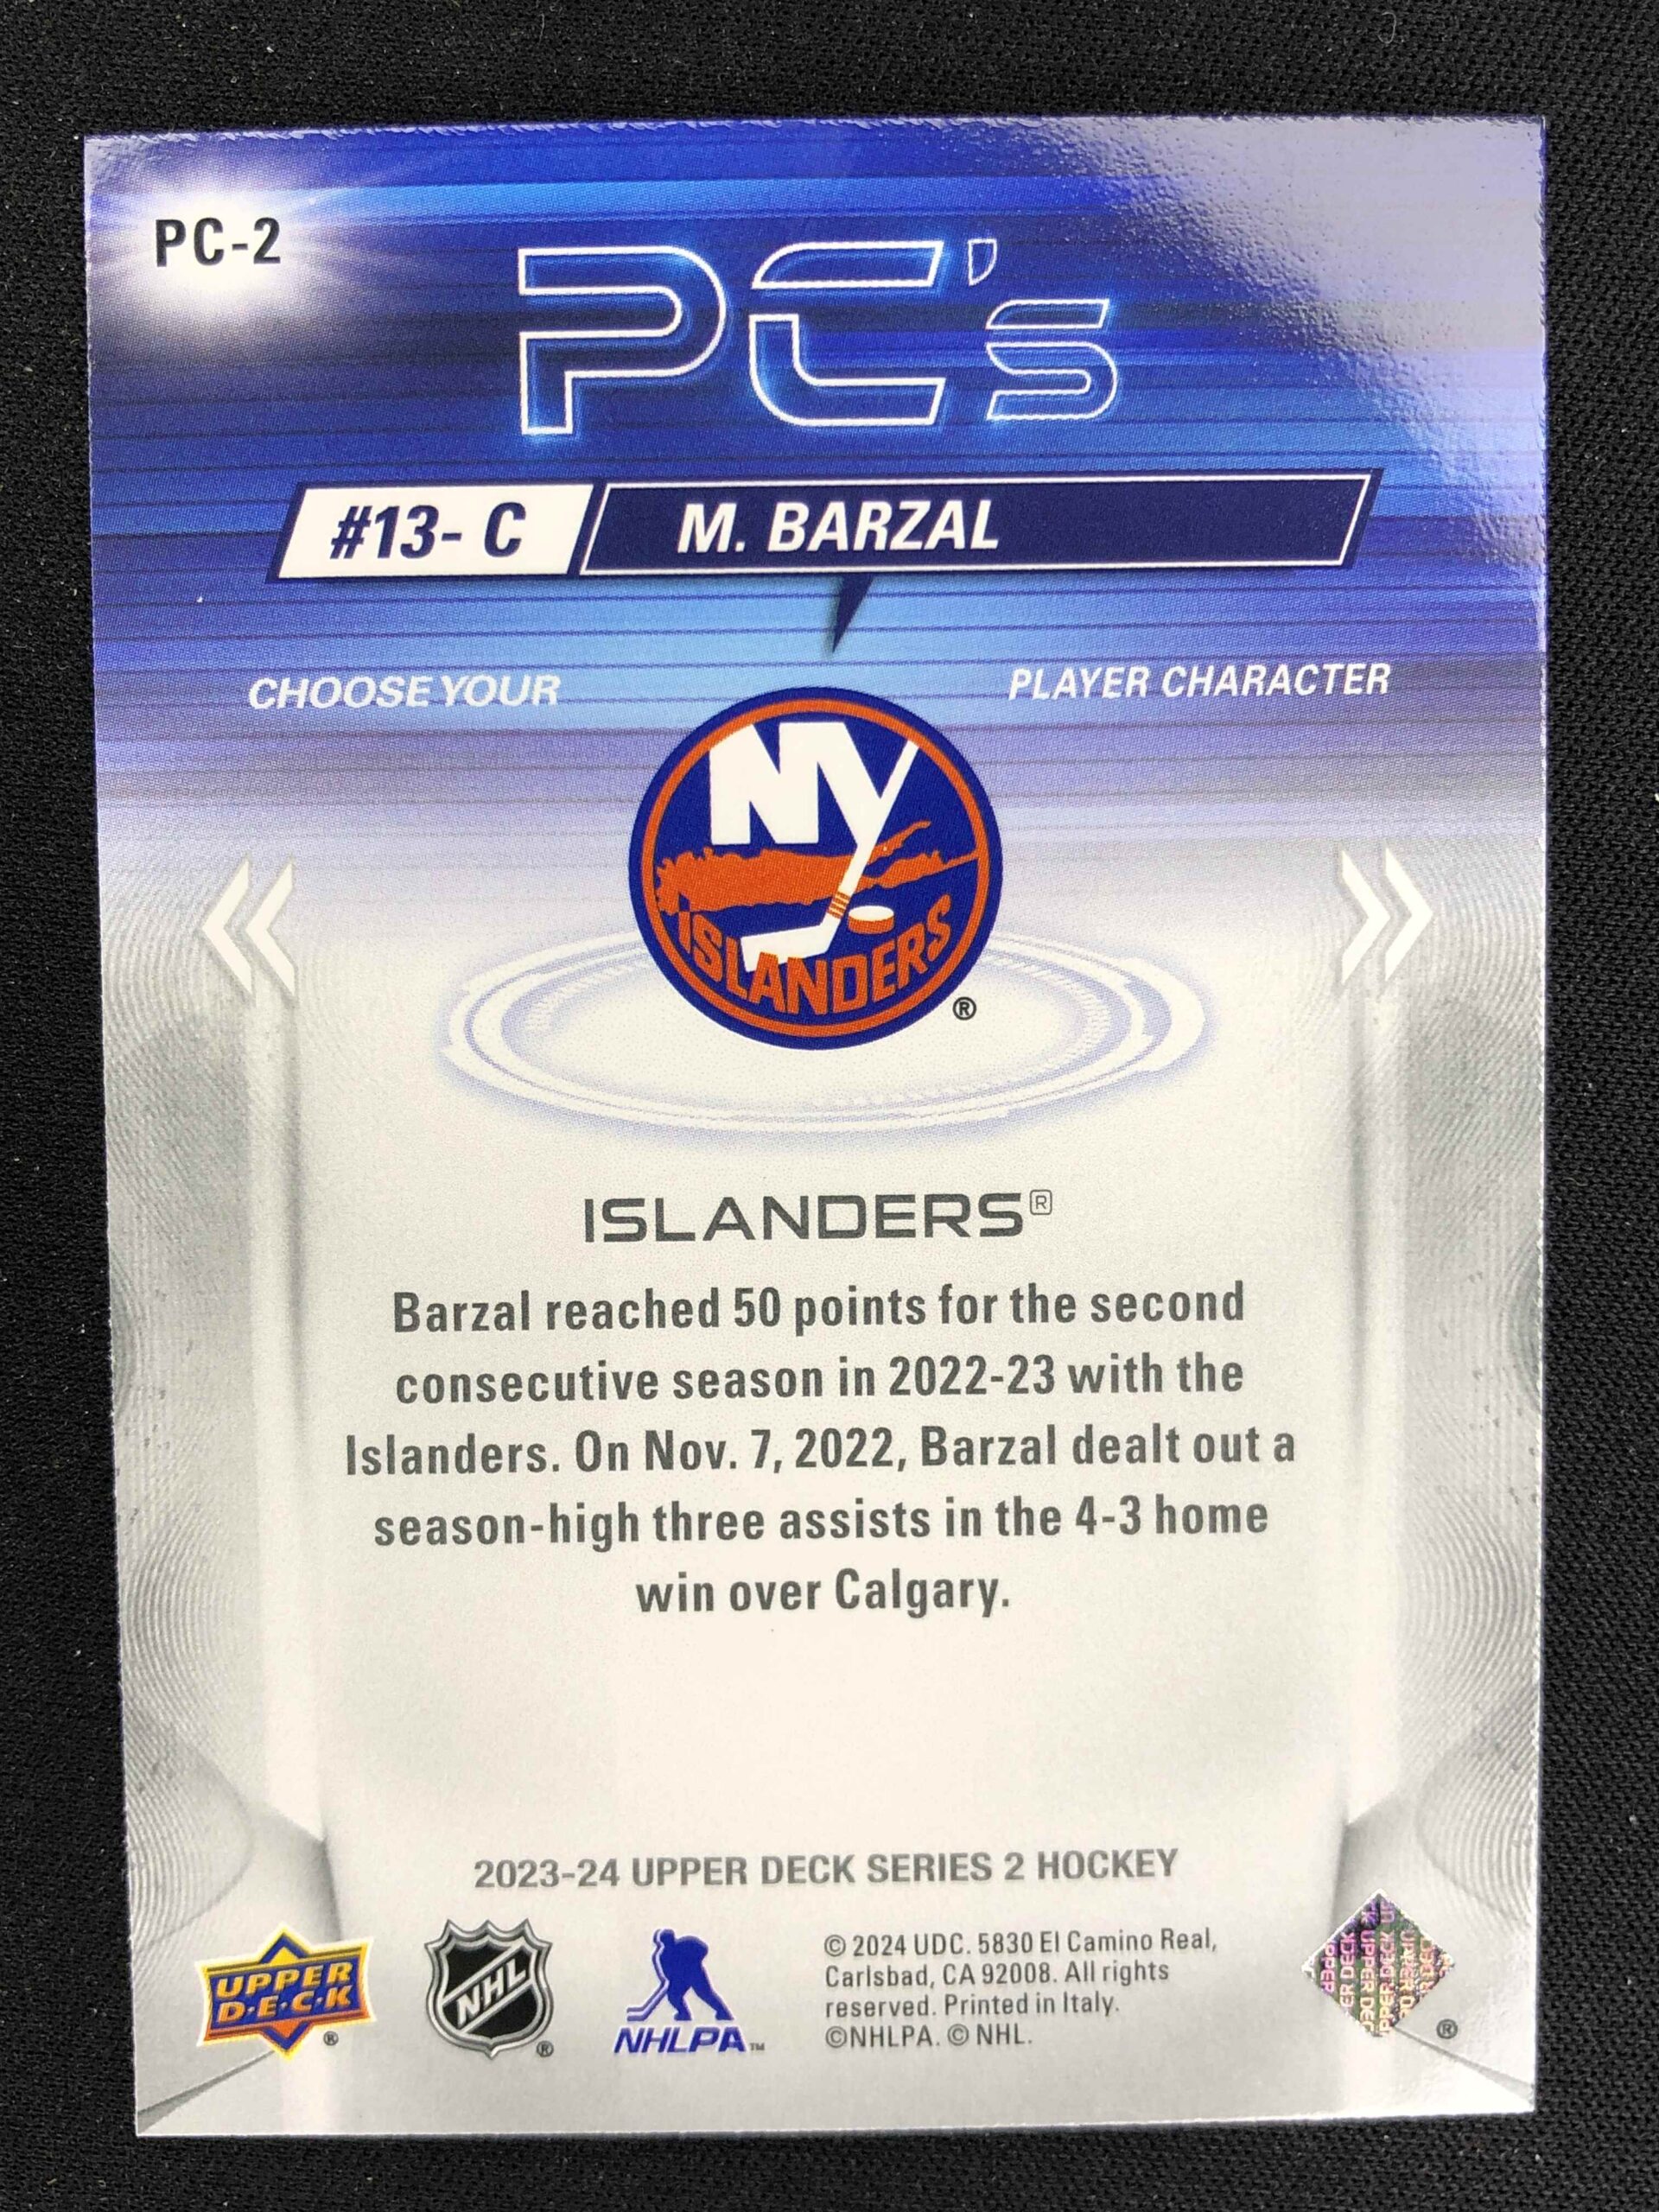 PC-2
PC's
#13- C M. BARZAL
CHOOSE YOUR PLAYER CHARACTER
NY
ISLANDERS
®
ISLANDERS®
Barzal reached 50 points for the second
consecutive season in 2022-23 with the
Islanders. On Nov. 7, 2022, Barzal dealt out a
season-high three assists in the 4-3 home
win over Calgary.
2023-24 UPPER DECK SERIES 2 HOCKEY
UPPER
D·E·C·K
®
NHL
®
NHLPA™
© 2024 UDC. 5830 El Camino Real,
Carlsbad, CA 92008. All rights
reserved. Printed in Italy.
©NHLPA. © NHL.
®